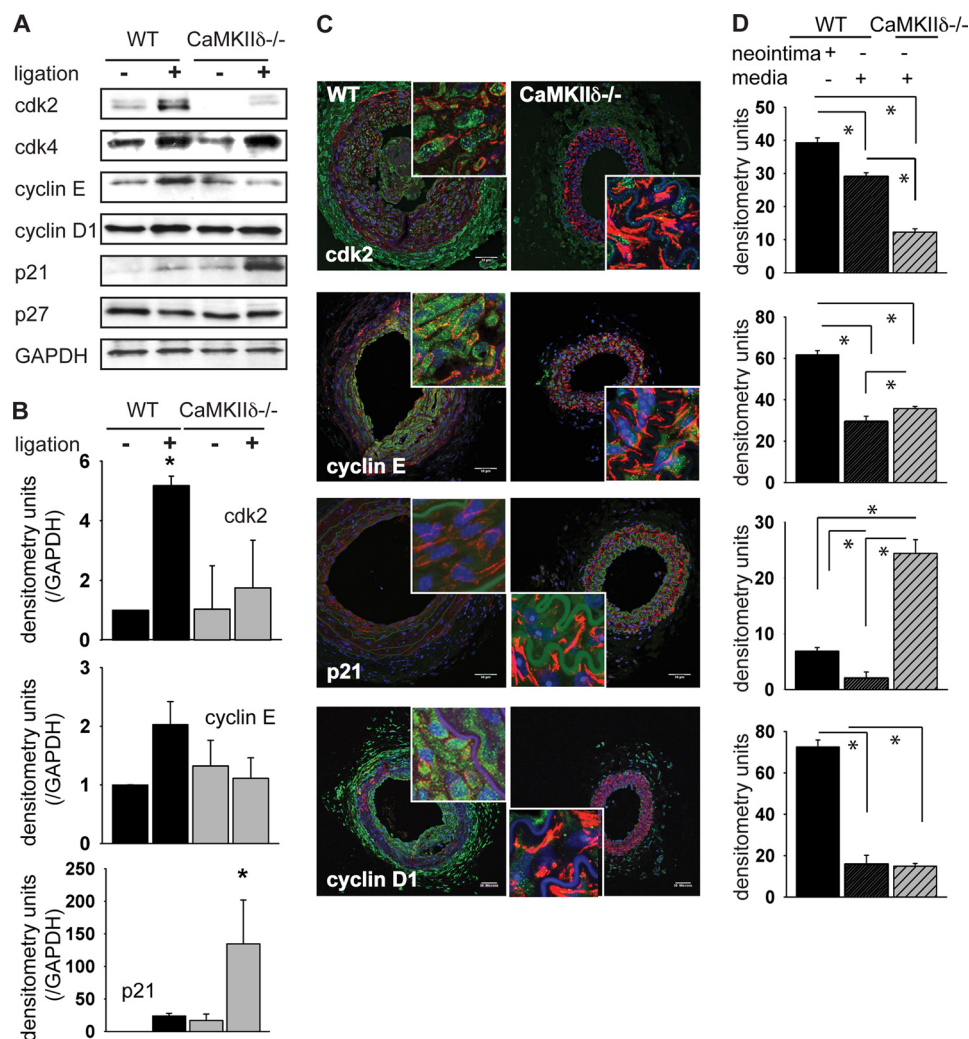 A
WT CaMKIIδ-/-
ligation - + - +
cdk2
cdk4
cyclin E
cyclin D1
p21
p27
GAPDH
B
WT CaMKIIδ-/-
ligation - + - +
densitometry units
(/GAPDH)
6
4
2
1
0
*
cdk2
densitometry units
(/GAPDH)
3
2
1
0
cyclin E
densitometry units
(/GAPDH)
250
200
150
100
50
0
*
p21
C
WT CaMKIIδ-/-
cdk2
cyclin E
p21
cyclin D1
D
WT CaMKIIδ-/-
neointima + - -
media - + +
densitometry units
50
40
30
20
10
0
* *
*
densitometry units
80
60
40
20
0
* *
*
densitometry units
30
20
10
0
*
* *
densitometry units
80
60
40
20
0
* *